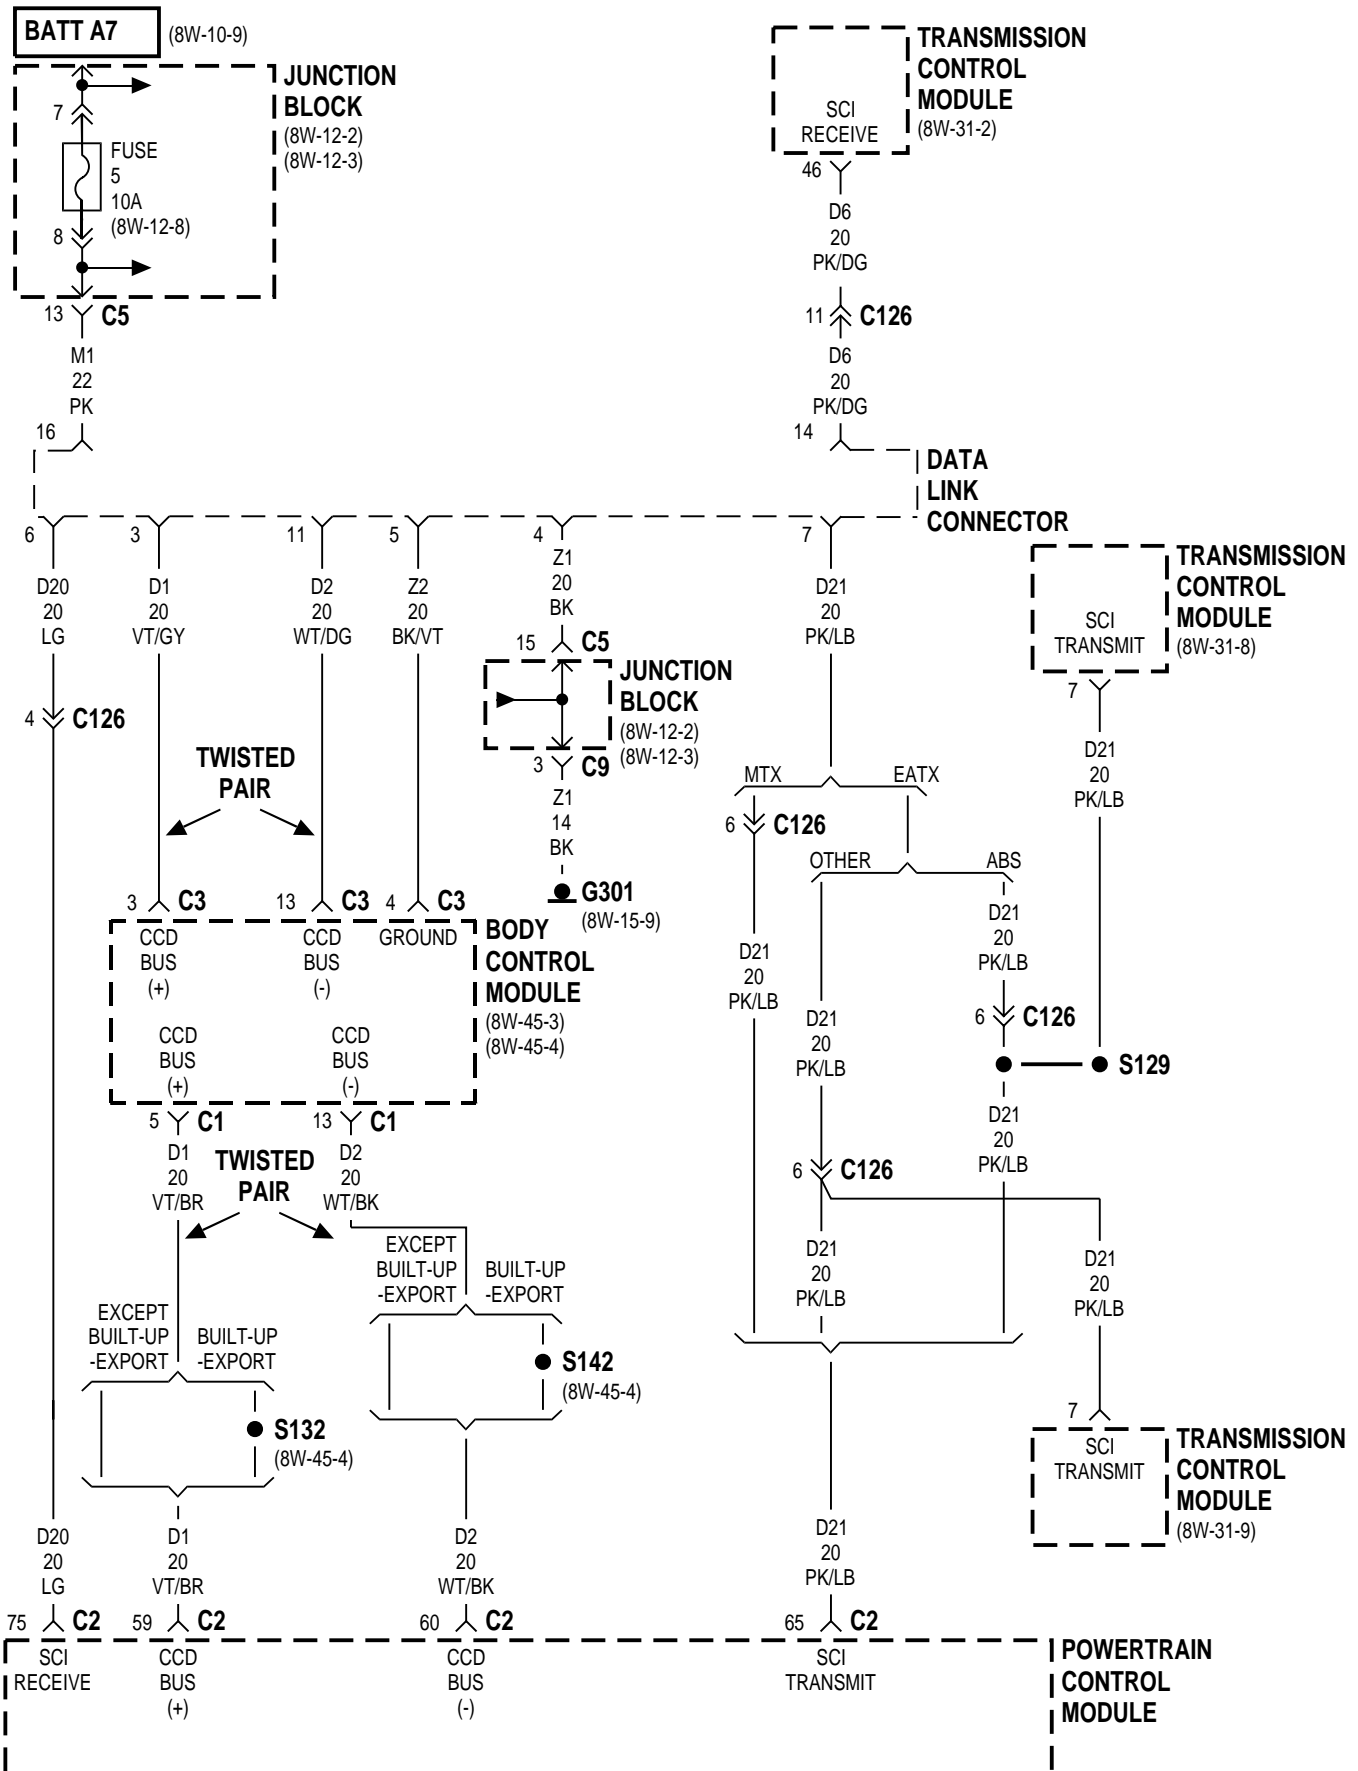 BATT A7
(8W-10-9)
JUNCTION
BLOCK
(8W-12-2)
(8W-12-3)
7
FUSE
5
10A
(8W-12-8)
8
13
C5
M1
22
PK
16
TRANSMISSION
CONTROL
MODULE
(8W-31-2)
SCI
RECEIVE
46
D6
20
PK/DG
11
C126
D6
20
PK/DG
14
DATA
LINK
CONNECTOR
6
3
11
5
4
7
D20
20
LG
D1
20
VT/GY
D2
20
WT/DG
Z2
20
BK/VT
Z1
20
BK
D21
20
PK/LB
TRANSMISSION
CONTROL
MODULE
(8W-31-8)
SCI
TRANSMIT
7
D21
20
PK/LB
15
C5
JUNCTION
BLOCK
(8W-12-2)
(8W-12-3)
3
C9
Z1
14
BK
G301
(8W-15-9)
4
C126
TWISTED
PAIR
MTX
EATX
6
C126
OTHER
ABS
D21
20
PK/LB
D21
20
PK/LB
D21
20
PK/LB
6
C126
S129
D21
20
PK/LB
3
C3
13
C3
4
C3
CCD
BUS
(+)
CCD
BUS
(-)
GROUND
BODY
CONTROL
MODULE
(8W-45-3)
(8W-45-4)
CCD
BUS
(+)
CCD
BUS
(-)
5
C1
13
C1
D1
20
VT/BR
TWISTED
PAIR
D2
20
WT/BK
6
C126
D21
20
PK/LB
D21
20
PK/LB
EXCEPT
BUILT-UP
-EXPORT
BUILT-UP
-EXPORT
EXCEPT
BUILT-UP
-EXPORT
BUILT-UP
-EXPORT
S142
(8W-45-4)
S132
(8W-45-4)
7
SCI
TRANSMIT
TRANSMISSION
CONTROL
MODULE
(8W-31-9)
D20
20
LG
D1
20
VT/BR
D2
20
WT/BK
D21
20
PK/LB
75
C2
59
C2
60
C2
65
C2
SCI
RECEIVE
CCD
BUS
(+)
CCD
BUS
(-)
SCI
TRANSMIT
POWERTRAIN
CONTROL
MODULE